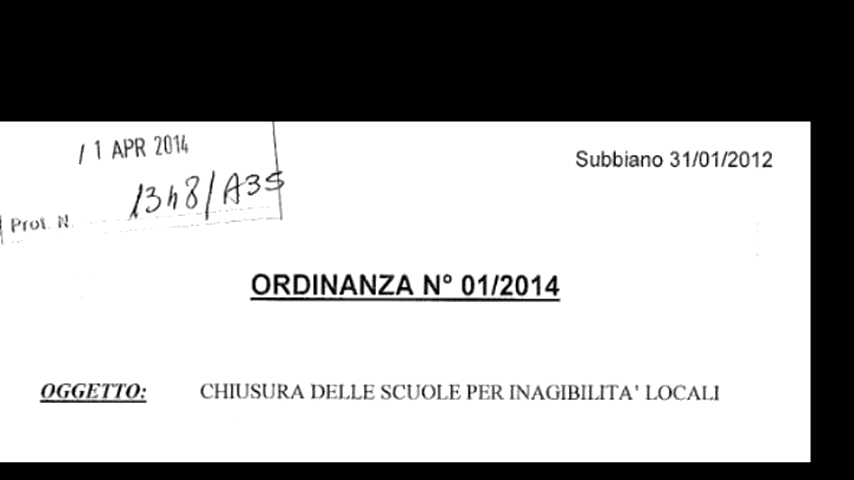 / 1 APR 2014
Subbiano 31/01/2012
1348/A35
Prot. N.
ORDINANZA N° 01/2014
OGGETTO: CHIUSURA DELLE SCUOLE PER INAGIBILITA' LOCALI